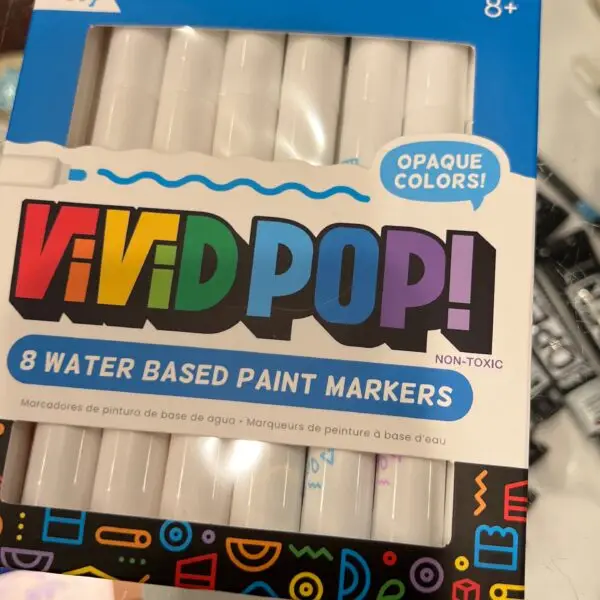 8+
OPAQUE
COLORS!
ViViD POP!
NON-TOXIC
8 WATER BASED PAINT MARKERS
Marcadores de pintura de base de agua • Marqueurs de peinture à base d'eau